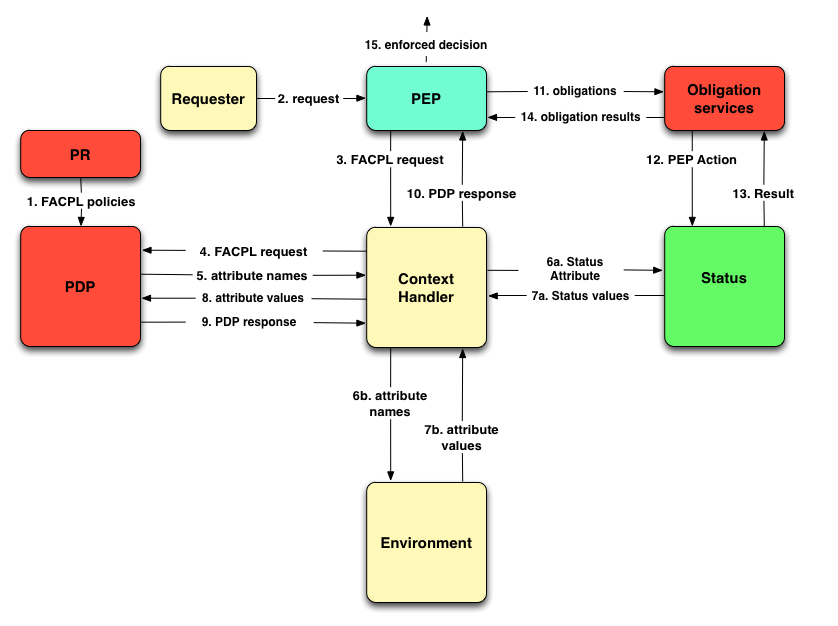 15. enforced decision
Requester
2. request
PEP
11. obligations
14. obligation results
Obligation
services
PR
3. FACPL request
12. PEP Action
10. PDP response
13. Result
1. FACPL policies
PDP
4. FACPL request
5. attribute names
8. attribute values
9. PDP response
Context
Handler
6a. Status
Attribute
7a. Status values
Status
6b. attribute
names
7b. attribute
values
Environment